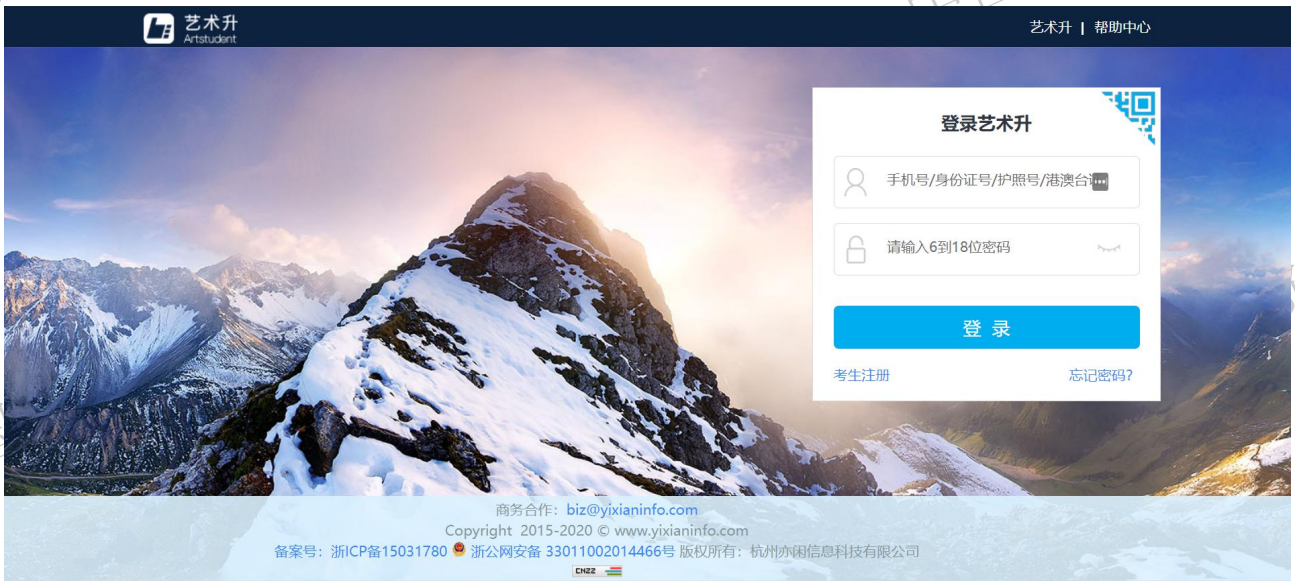 艺术升
Artstudent
艺术升 | 帮助中心
登录艺术升
手机号/身份证号/护照号/港澳台
请输入6到18位密码
登 录
考生注册
忘记密码?
商务合作：biz@yixianinfo.com
Copyright 2015-2020 © www.yixianinfo.com
备案号：浙ICP备15031780 浙公网安备 33011002014466号 版权所有：杭州亦闲信息科技有限公司
CNZZ